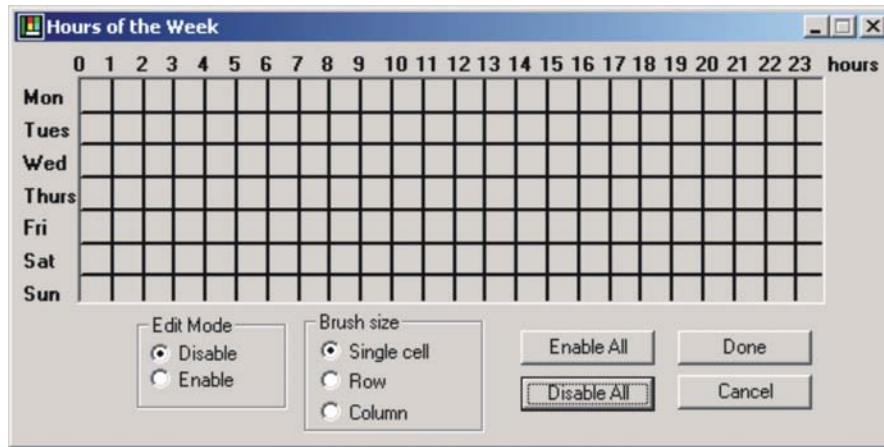 Hours of the Week
0 1 2 3 4 5 6 7 8 9 10 11 12 13 14 15 16 17 18 19 20 21 22 23 hours
Mon
Tues
Wed
Thurs
Fri
Sat
Sun
Edit Mode
Disable
Enable
Brush size
Single cell
Row
Column
Enable All
Done
Disable All
Cancel